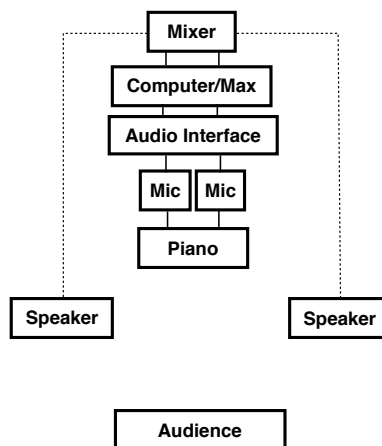 Mixer
Computer/Max
Audio Interface
Mic Mic
Piano
Speaker Speaker
Audience